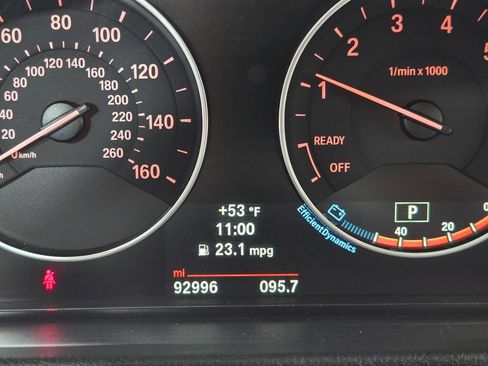 60 80 100 120 140 160
40 60 80 100 120 140 160 180 200 220 260
20 km/h
1 2 3 4 5
1/min x 1000
READY
OFF
+53 °F
11:00
23.1 mpg
mi
92996 095.7
P
EfficientDynamics
40 20 0